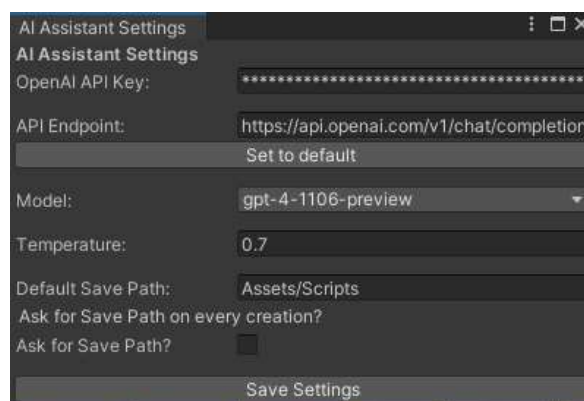 AI Assistant Settings
AI Assistant Settings
OpenAI API Key: ****************************************
API Endpoint: https://api.openai.com/v1/chat/completion
Set to default
Model: gpt-4-1106-preview
Temperature: 0.7
Default Save Path: Assets/Scripts
Ask for Save Path on every creation?
Ask for Save Path?
Save Settings